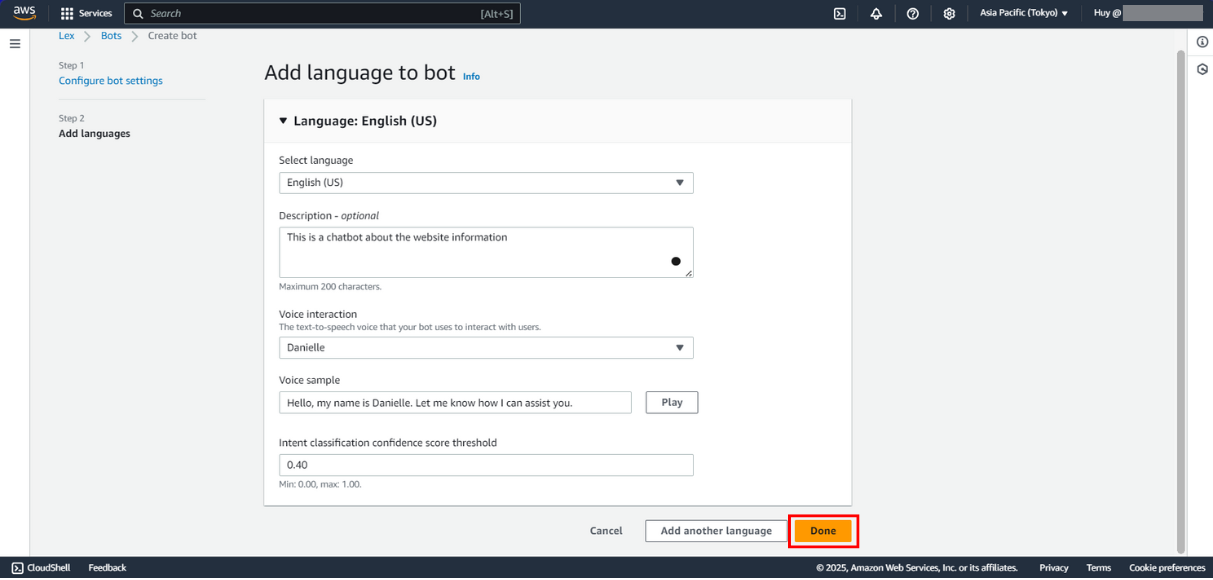 aws
Services
Search
[Alt+S]
Asia Pacific (Tokyo)
Huy @
Lex
Bots
Create bot
Step 1
Configure bot settings
Step 2
Add languages
Add language to bot Info
Language: English (US)
Select language
English (US)
Description - optional
This is a chatbot about the website information
Maximum 200 characters.
Voice interaction
The text-to-speech voice that your bot uses to interact with users.
Danielle
Voice sample
Hello, my name is Danielle. Let me know how I can assist you.
Play
Intent classification confidence score threshold
0.40
Min: 0.00, max: 1.00.
Cancel
Add another language
Done
CloudShell
Feedback
© 2025, Amazon Web Services, Inc. or its affiliates.
Privacy
Terms
Cookie preferences